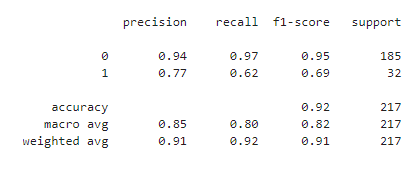 precision recall f1-score support
0 0.94 0.97 0.95 185
1 0.77 0.62 0.69 32
accuracy 0.92 217
macro avg 0.85 0.80 0.82 217
weighted avg 0.91 0.92 0.91 217